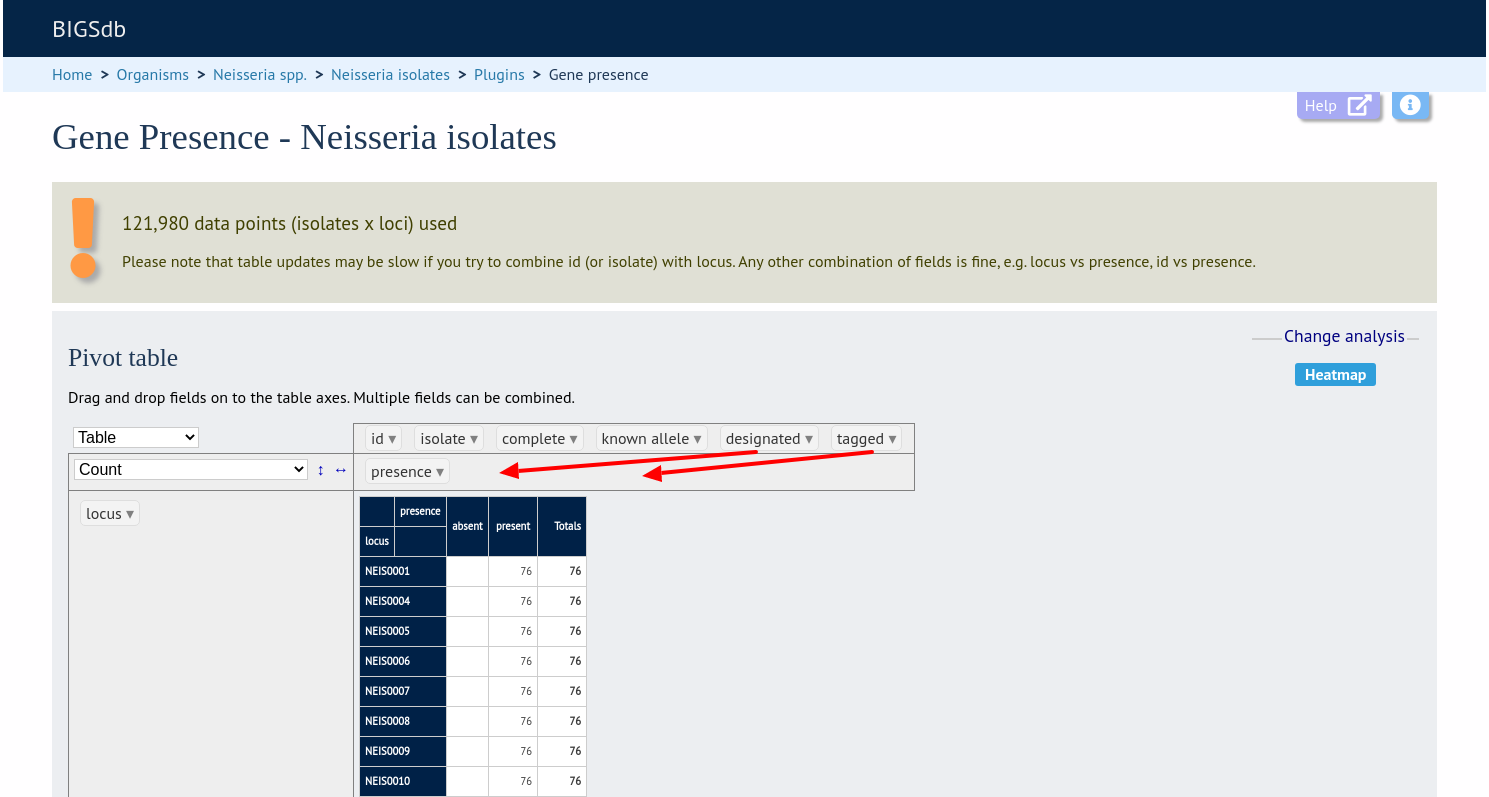 BIGSdb
Home > Organisms > Neisseria spp. > Neisseria isolates > Plugins > Gene presence
Help
Gene Presence - Neisseria isolates
121,980 data points (isolates x loci) used
Please note that table updates may be slow if you try to combine id (or isolate) with locus. Any other combination of fields is fine, e.g. locus vs presence, id vs presence.
Change analysis
Pivot table
Heatmap
Drag and drop fields on to the table axes. Multiple fields can be combined.
Table id ▾ isolate ▾ complete ▾ known allele ▾ designated ▾ tagged ▾
Count ↕ ↔ presence ▾
locus ▾
presence absent present Totals
locus
NEIS0001 76 76
NEIS0004 76 76
NEIS0005 76 76
NEIS0006 76 76
NEIS0007 76 76
NEIS0008 76 76
NEIS0009 76 76
NEIS0010 76 76